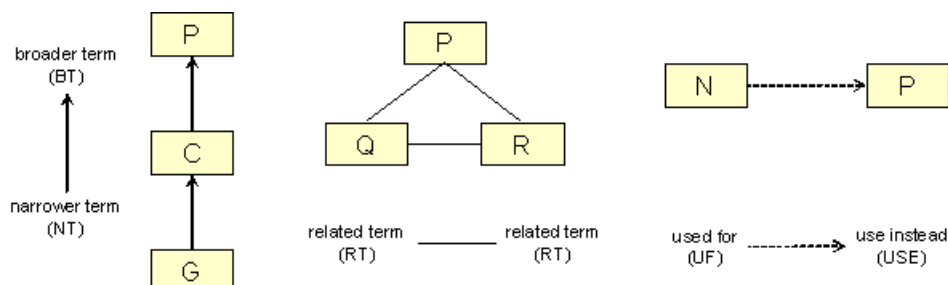 broader term
(BT)
narrower term
(NT)
P
C
G
P
Q
R
related term
(RT)
related term
(RT)
N
P
used for
(UF)
use instead
(USE)